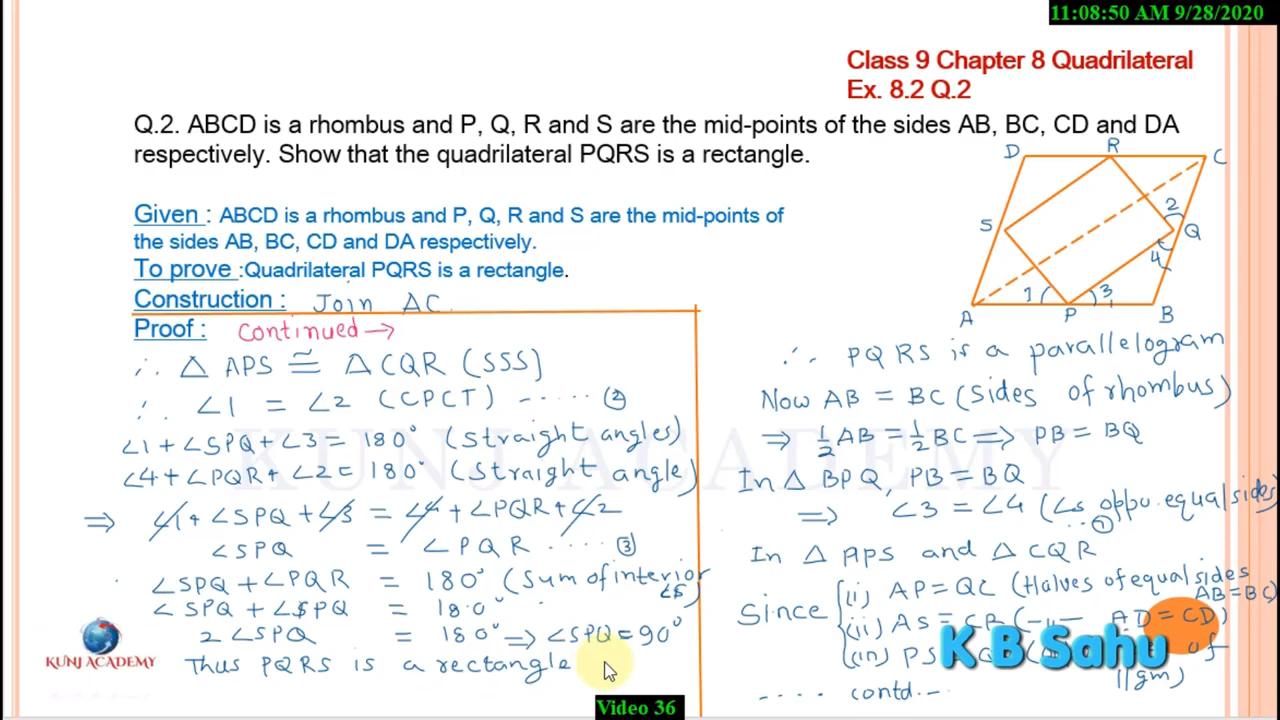 11:08:50 AM 9/28/2020
Class 9 Chapter 8 Quadrilateral
Ex. 8.2 Q.2
Q.2. ABCD is a rhombus and P, Q, R and S are the mid-points of the sides AB, BC, CD and DA
respectively. Show that the quadrilateral PQRS is a rectangle.
Given : ABCD is a rhombus and P, Q, R and S are the mid-points of
the sides AB, BC, CD and DA respectively.
To prove :Quadrilateral PQRS is a rectangle.
Construction : Join AC.
Proof : Continued →
∴ △ APS ≅ △ CQR (SSS)
∴ ∠1 = ∠2 (CPCT) ...... ②
∠1 + ∠SPQ + ∠3 = 180° (Straight angles)
∠4 + ∠PQR + ∠2 = 180° (Straight angle)
⇒ ∠1 + ∠SPQ + ∠3 = ∠4 + ∠PQR + ∠2
∠SPQ = ∠PQR ..... ③
∠SPQ + ∠PQR = 180° (Sum of interior ∠s)
∠SPQ + ∠SPQ = 180°
2 ∠SPQ = 180° ⇒ ∠SPQ = 90°
Thus PQRS is a rectangle
D R C
S 2 Q
4
1 3
A P B
∴ PQRS is a parallelogram
Now AB = BC (Sides of rhombus)
⇒ ½AB = ½BC ⇒ PB = BQ
In △ BPQ, PB = BQ
⇒ ∠3 = ∠4 (∠s oppo. equal sides)
.. ①
In △ APS and △ CQR
Since (i) AP = QC (Halves of equal sides
AB = BC)
(ii) AS = CR (-〃- AD = CD)
(iii) PS of
||gm)
.... contd. --
KUNJ ACADEMY
KUNJ ACADEMY
K B Sahu
Video 36